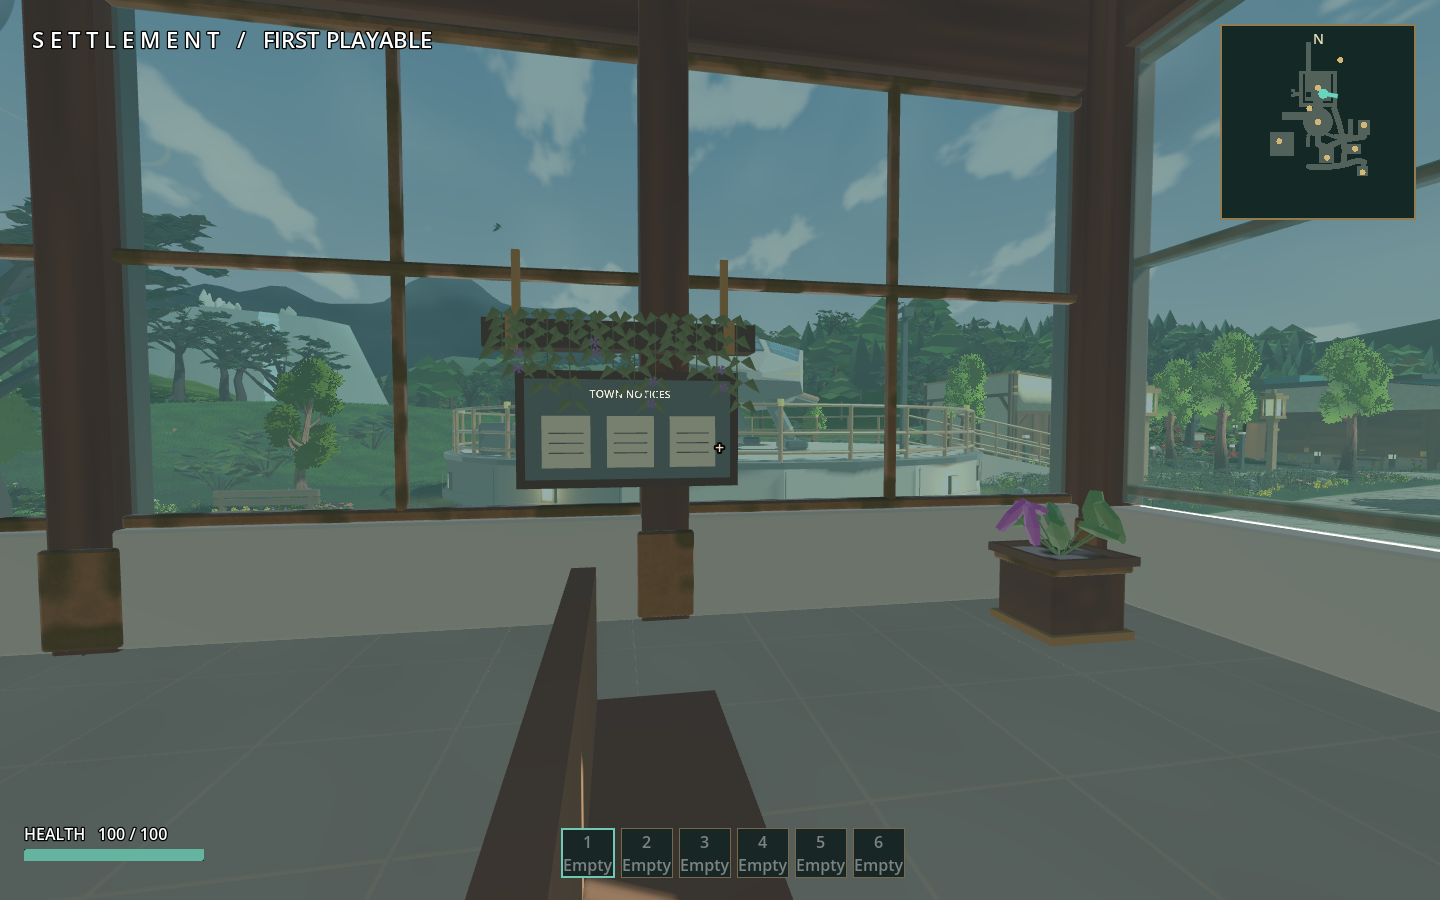 SETTLEMENT / FIRST PLAYABLE
N
TOWN NOTICES
HEALTH 100 / 100
1 2 3 4 5 6
Empty Empty Empty Empty Empty Empty